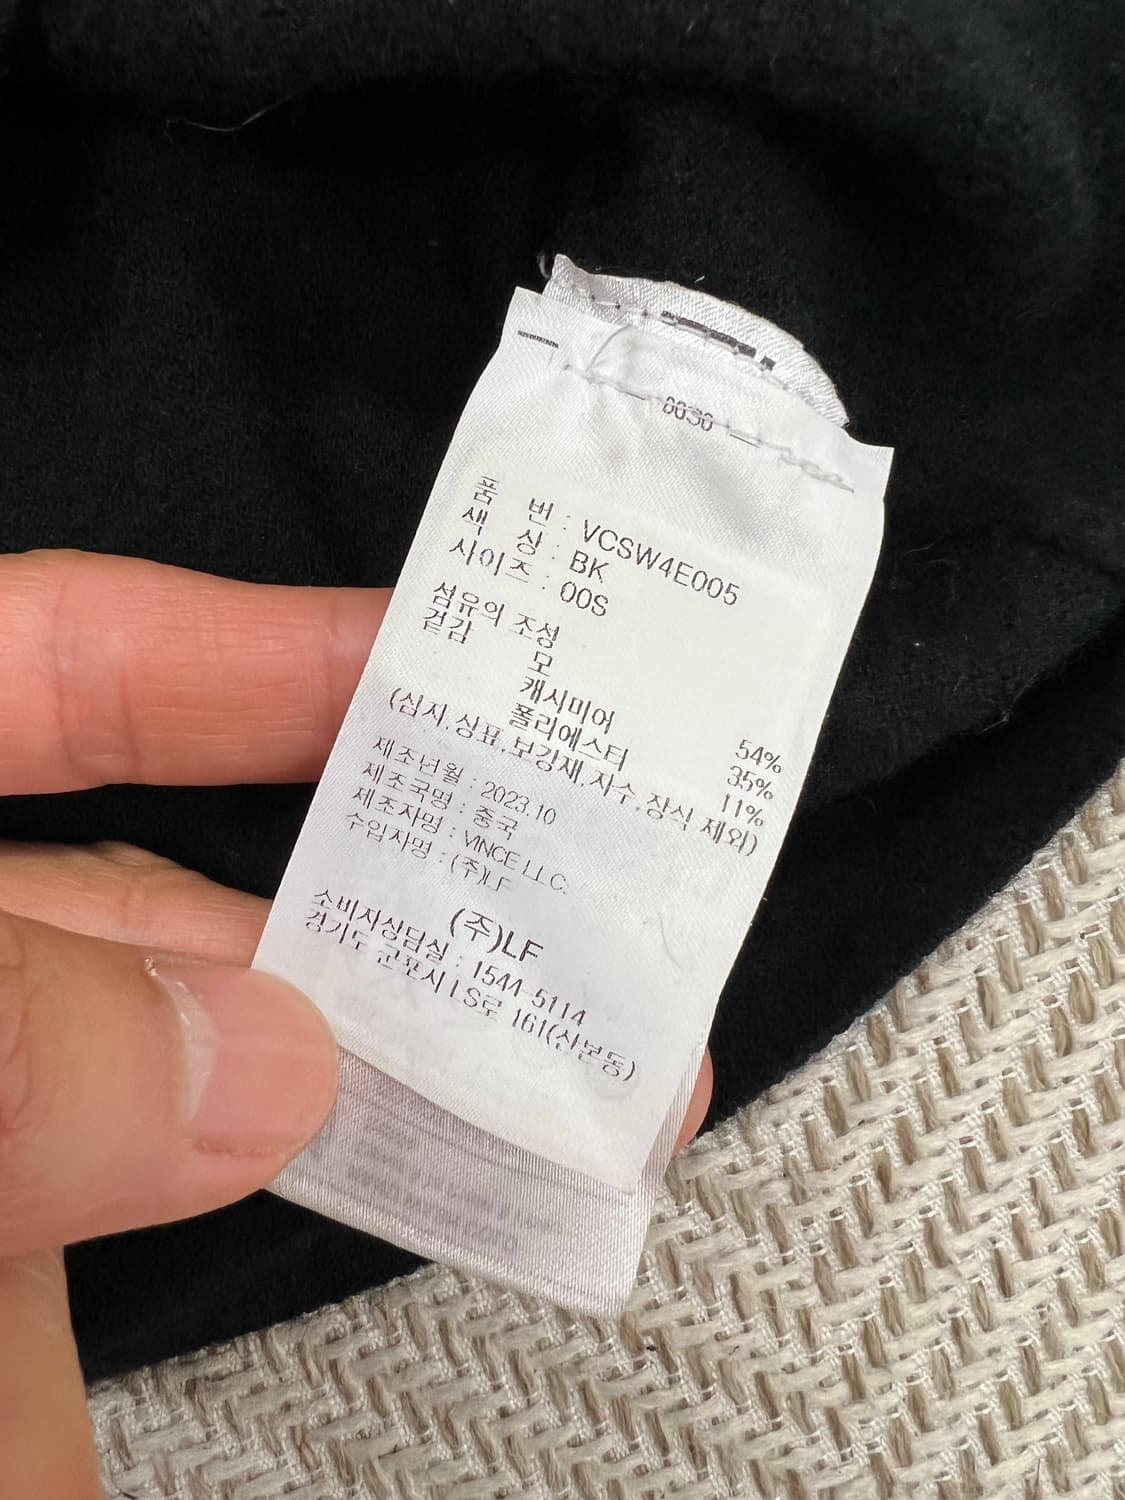 0030
품 번 : VCSW4E005
색 상 : BK
사이즈 : 00S
섬유의 조성
겉감
모 54%
캐시미어 35%
폴리에스터 11%
(심지,상표,보강재,자수,장식 제외)
제조년월 : 2023.10
제조국명 : 중국
제조자명 : VINCE LLC.
수입자명 : (주)LF
(주)LF
소비자상담실 : 1544-5114
경기도 군포시 LS로 161(산본동)